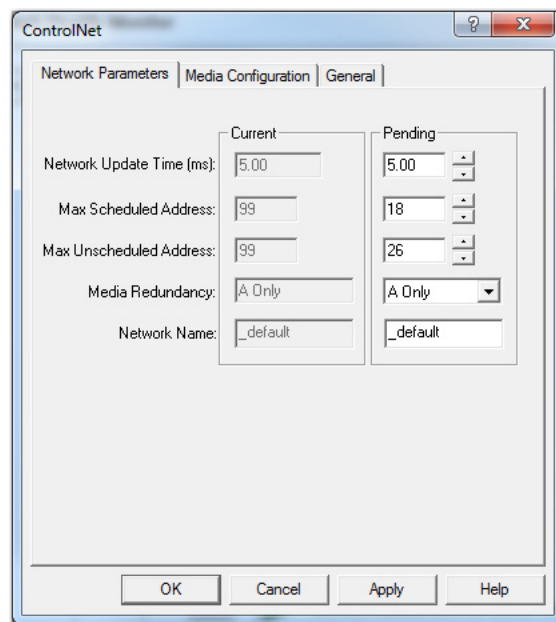 ControlNet
Network Parameters Media Configuration General
Current Pending
Network Update Time (ms): 5.00 5.00
Max Scheduled Address: 99 18
Max Unscheduled Address: 99 26
Media Redundancy: A Only A Only
Network Name: _default _default
OK Cancel Apply Help